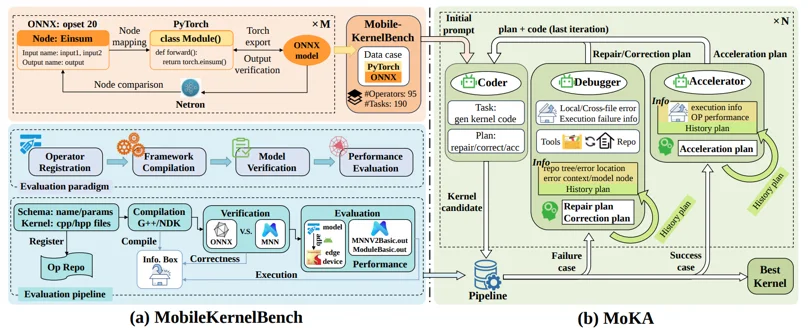 ONNX: opset 20
Node: Einsum
Input name: input1, input2
Output name: output
Node
mapping
PyTorch
class Module()
def forward():
return torch.einsum()
Torch
export
Output
verification
ONNX
model
×M
Node comparison
Netron
Mobile-
KernelBench
Data case
PyTorch
ONNX
#Operators: 95
#Tasks: 190
Operator
Registration
Framework
Compilation
Model
Verification
Performance
Evaluation
Evaluation paradigm
Schema: name/params
Kernel: cpp/hpp files
Compilation
G++/NDK
Verification
ONNX
V.S.
MNN
Evaluation
model
adb
edge
device
MNNV2Basic.out
ModuleBasic.out
Performance
Register
Op Repo
Compile
Info. Box
Correctness
Execution
Evaluation pipeline
(a) MobileKernelBench
Initial
prompt
plan + code (last iteration)
×N
Repair/Correction plan
Acceleration plan
Coder
Task:
gen kernel code
Plan:
repair/correct/acc
Debugger
Local/Cross-file error
Execution failure info
Tools
Repo
Info
repo tree/error location
error context/model node
History plan
Repair plan
Correction plan
History plan
Accelerator
Info
execution info
OP performance
History plan
Acceleration plan
History plan
Kernel
candidate
Pipeline
Failure
case
Success
case
Best
Kernel
(b) MoKA